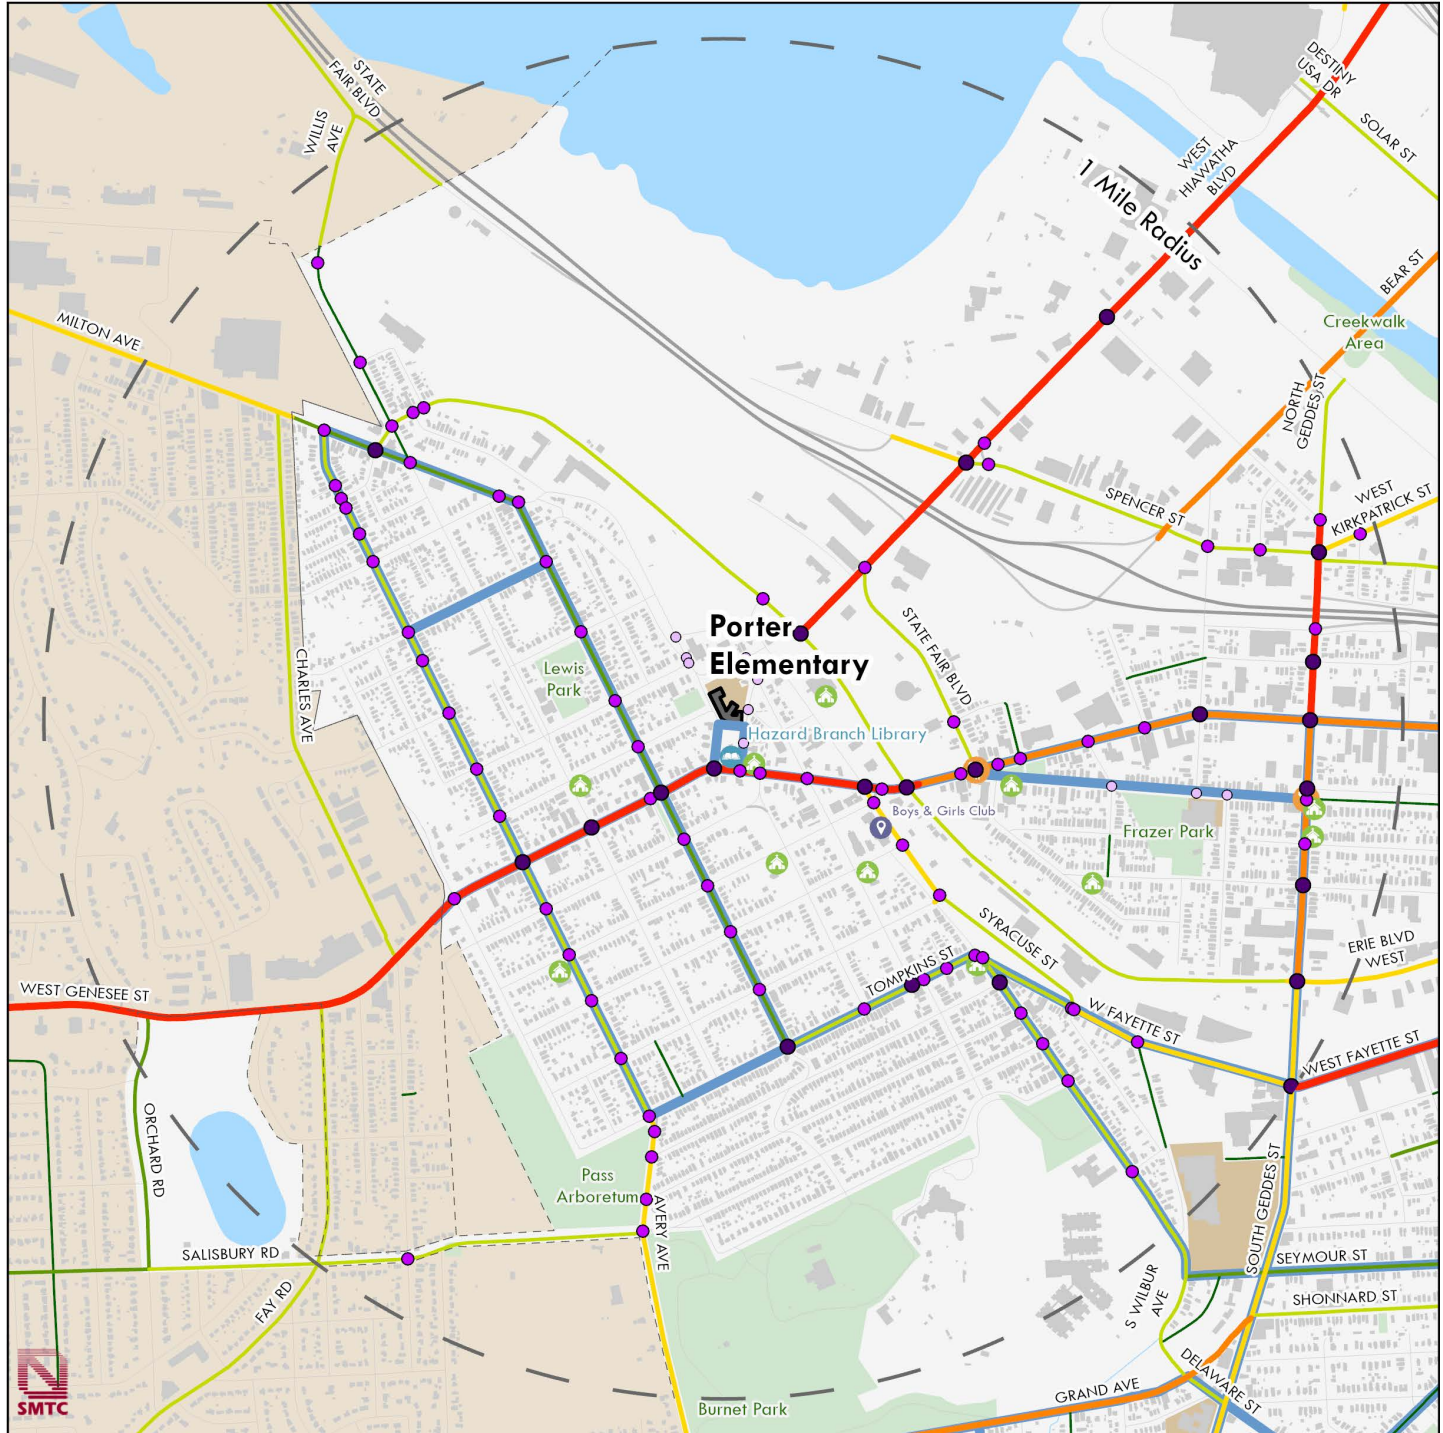 DESTINY
USA DR
STATE
FAIR BLVD
WILLIS
AVE
SOLAR ST
WEST
HIAWATHA
BLVD
1 Mile Radius
BEAR ST
Creekwalk
Area
MILTON AVE
NORTH
GEDDES ST
WEST
KIRKPATRICK ST
SPENCER ST
Porter
Elementary
STATE FAIR BLVD
Lewis
Park
CHARLES AVE
Hazard Branch Library
Boys & Girls Club
Frazer Park
SYRACUSE ST
ERIE BLVD
WEST
TOMPKINS ST
WEST GENESEE ST
W FAYETTE ST
WEST FAYETTE ST
ORCHARD RD
Pass
Arboretum
AVERY AVE
SOUTH GEDDES ST
SALISBURY RD
SEYMOUR ST
FAY RD
S WILBUR
AVE
SHONNARD ST
DELAWARE ST
GRAND AVE
Burnet Park
SMTC